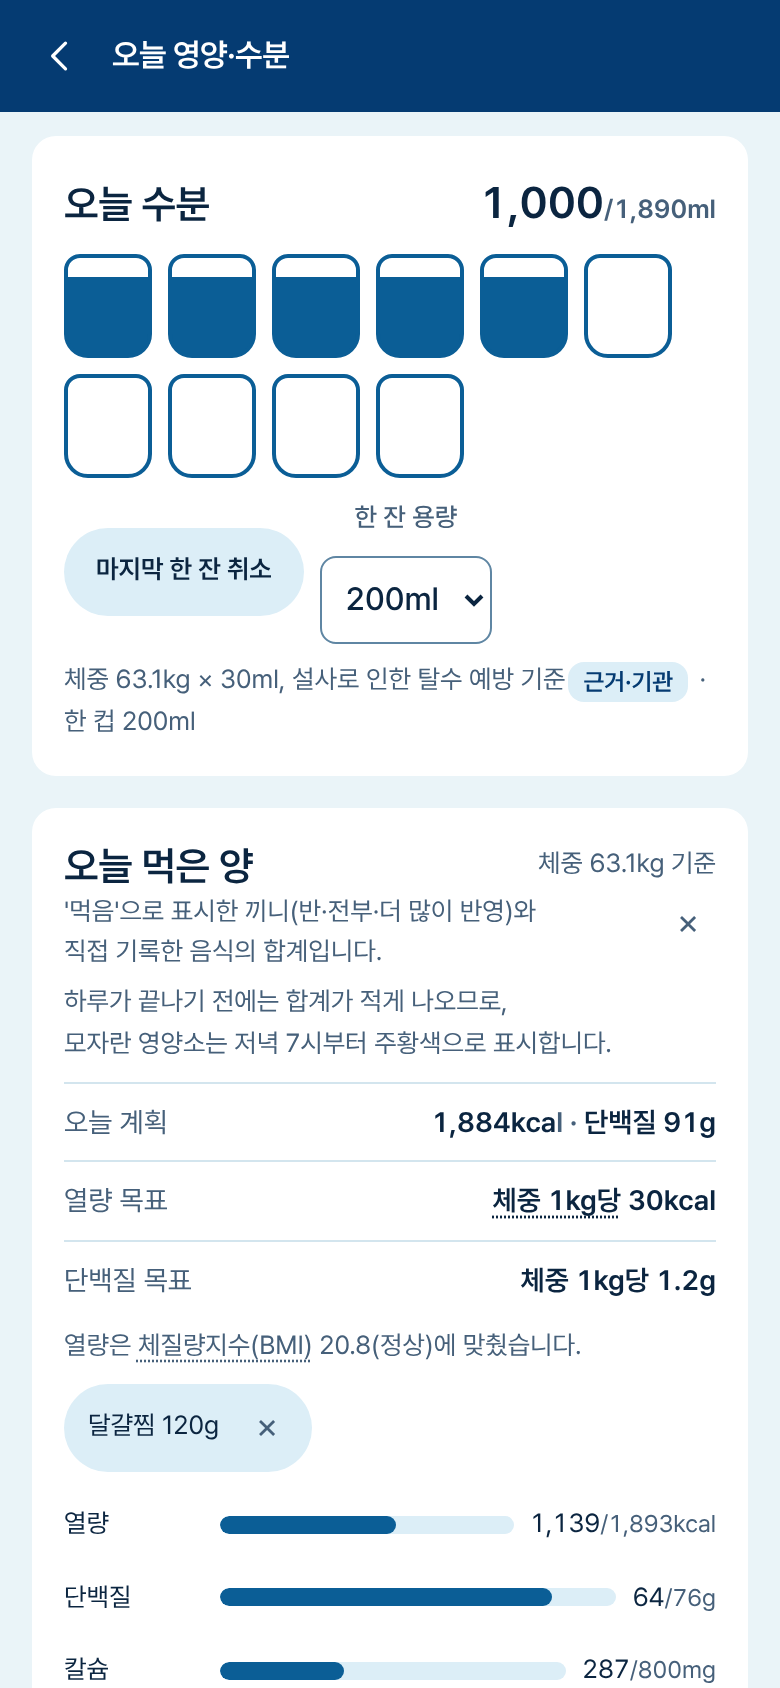 오늘 영양·수분
오늘 수분
1,000/1,890ml
한 잔 용량
마지막 한 잔 취소
200ml
체중 63.1kg × 30ml, 설사로 인한 탈수 예방 기준 근거·기관 ·
한 컵 200ml
오늘 먹은 양
체중 63.1kg 기준
'먹음'으로 표시한 끼니(반·전부·더 많이 반영)와
직접 기록한 음식의 합계입니다.
하루가 끝나기 전에는 합계가 적게 나오므로,
모자란 영양소는 저녁 7시부터 주황색으로 표시합니다.
오늘 계획 1,884kcal · 단백질 91g
열량 목표 체중 1kg당 30kcal
단백질 목표 체중 1kg당 1.2g
열량은 체질량지수(BMI) 20.8(정상)에 맞췄습니다.
달걀찜 120g ×
열량 1,139/1,893kcal
단백질 64/76g
칼슘 287/800mg